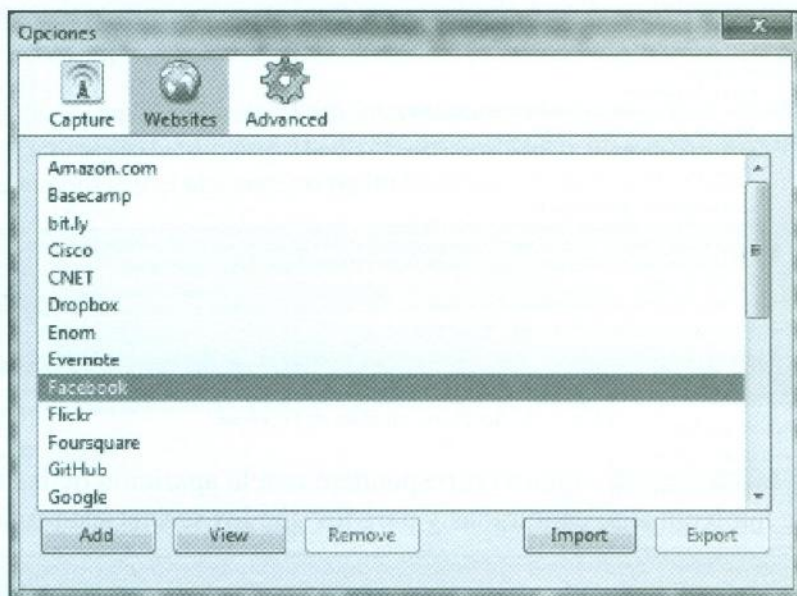 Opciones
Capture Websites Advanced
Amazon.com
Basecamp
bit.ly
Cisco
CNET
Dropbox
Enom
Evernote
Facebook
Flickr
Foursquare
GitHub
Google
Add View Remove Import Export